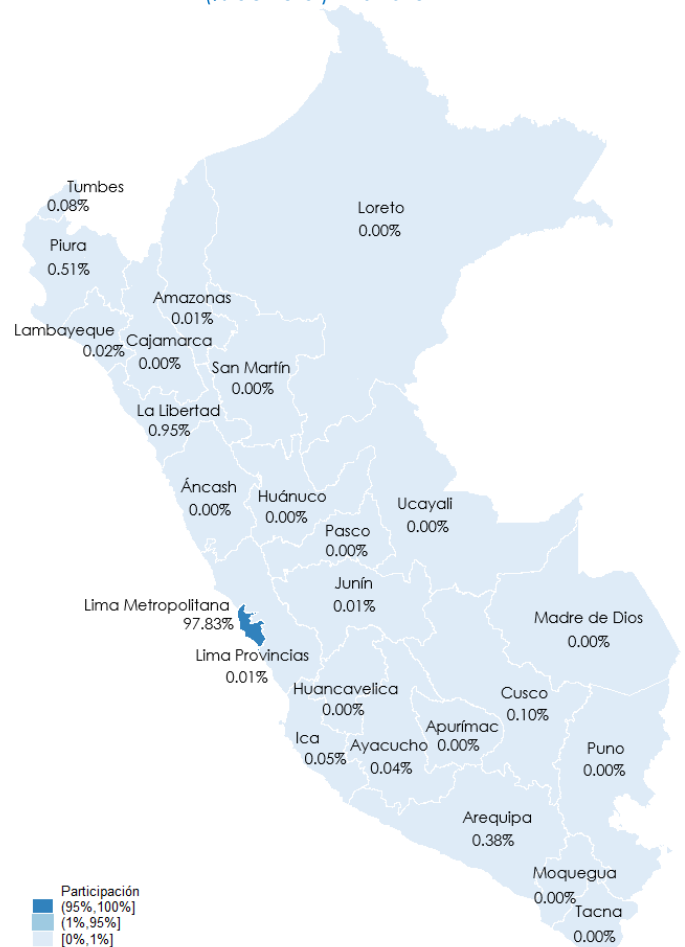 Tumbes
0.08%
Loreto
0.00%
Piura
0.51%
Amazonas
0.01%
Lambayeque
0.02%
Cajamarca
0.00%
San Martín
0.00%
La Libertad
0.95%
Áncash
0.00%
Huánuco
0.00%
Ucayali
0.00%
Pasco
0.00%
Junín
0.01%
Lima Metropolitana
97.83%
Madre de Dios
0.00%
Lima Provincias
0.01%
Huancavelica
0.00%
Cusco
0.10%
Apurímac
0.00%
Ica
0.05%
Ayacucho
0.04%
Puno
0.00%
Arequipa
0.38%
Moquegua
0.00%
Tacna
0.00%
Participación
(95%,100%]
(1%,95%]
[0%,1%]